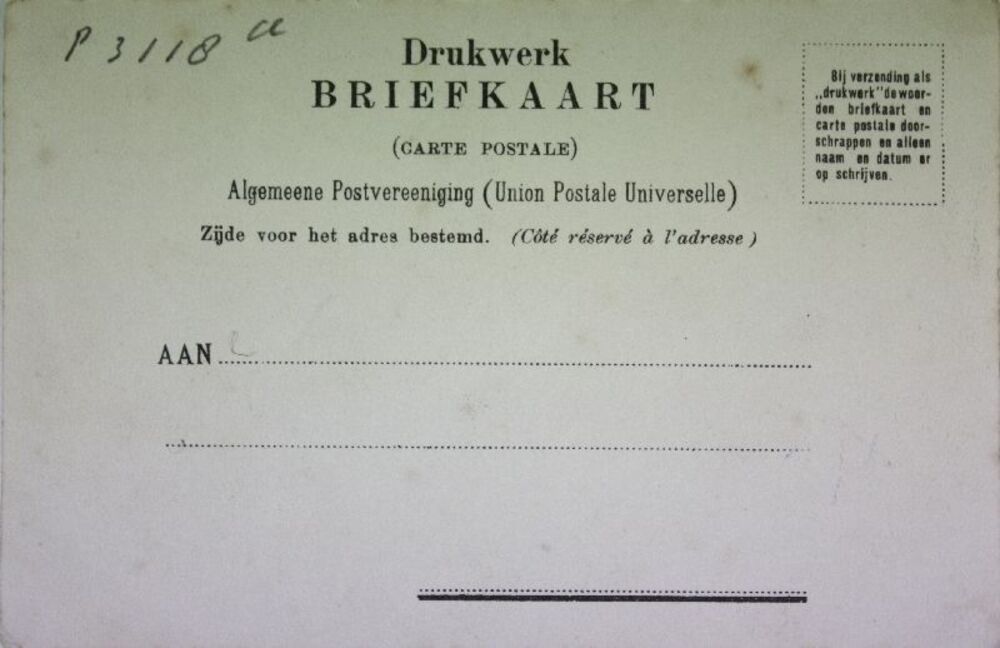 P 3118 a
Drukwerk
BRIEFKAART
(CARTE POSTALE)
Algemeene Postvereeniging (Union Postale Universelle)
Zijde voor het adres bestemd. (Côté réservé à l'adresse)
Bij verzending als
„drukwerk" de woor-
den briefkaart en
carte postale door-
schrappen en alleen
naam en datum er
op schrijven.
AAN